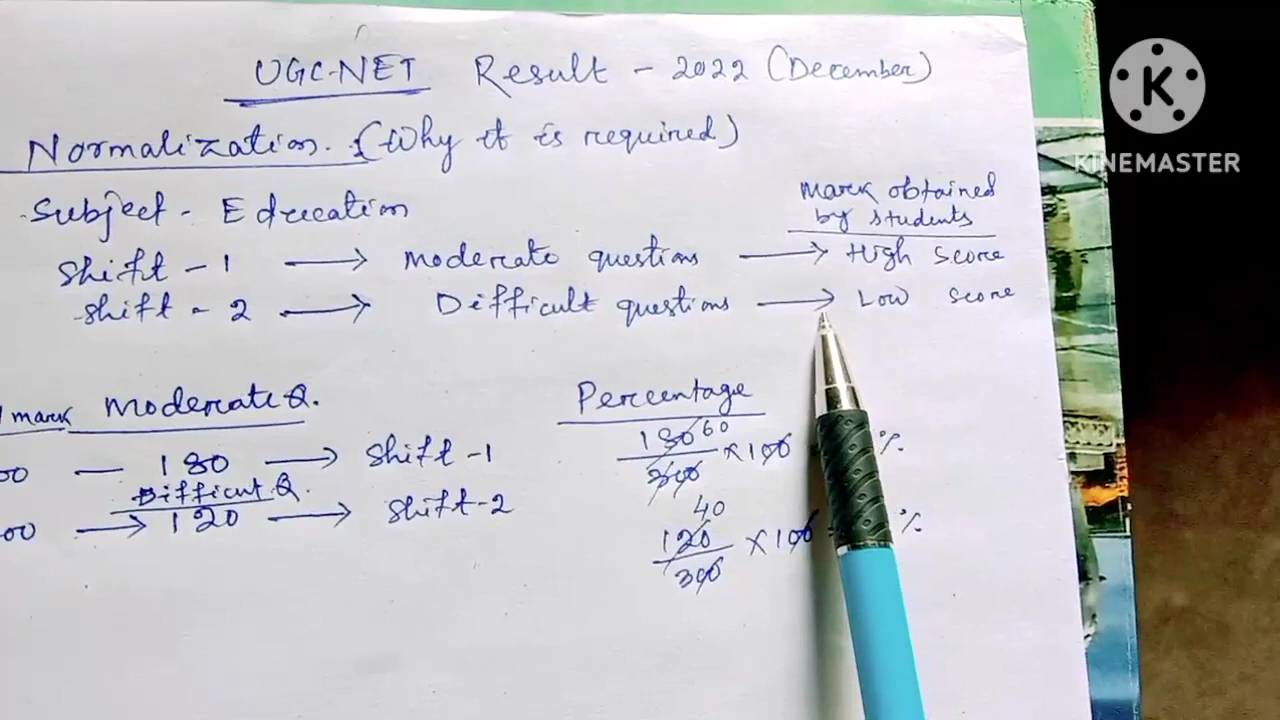 UGC-NET Result - 2022 (December)
Normalization. (Why it is required)
Subject - Education
Mark obtained
by students
Shift - 1 → Moderate questions → High Score
Shift - 2 → Difficult questions → Low Score
mark Moderate Q.
Percentage
00 — 180 → Shift -1
180 60
300 × 100 %
Difficult Q.
00 → 120 → Shift -2
40
120
300 × 100 %
K
KINEMASTER